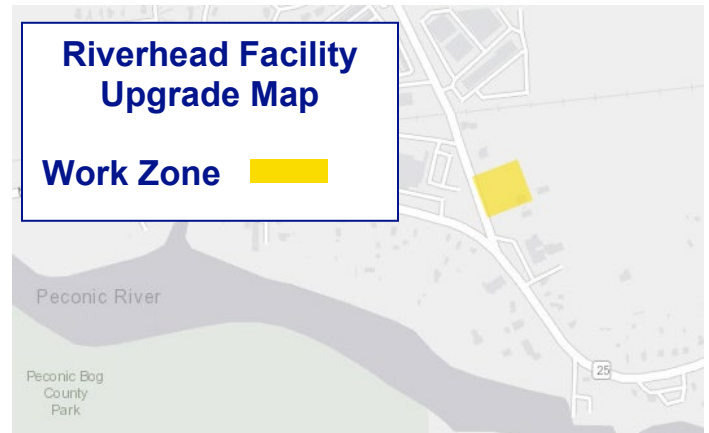 Riverhead Facility
Upgrade Map
Work Zone
Peconic River
25
Peconic Bog
County
Park